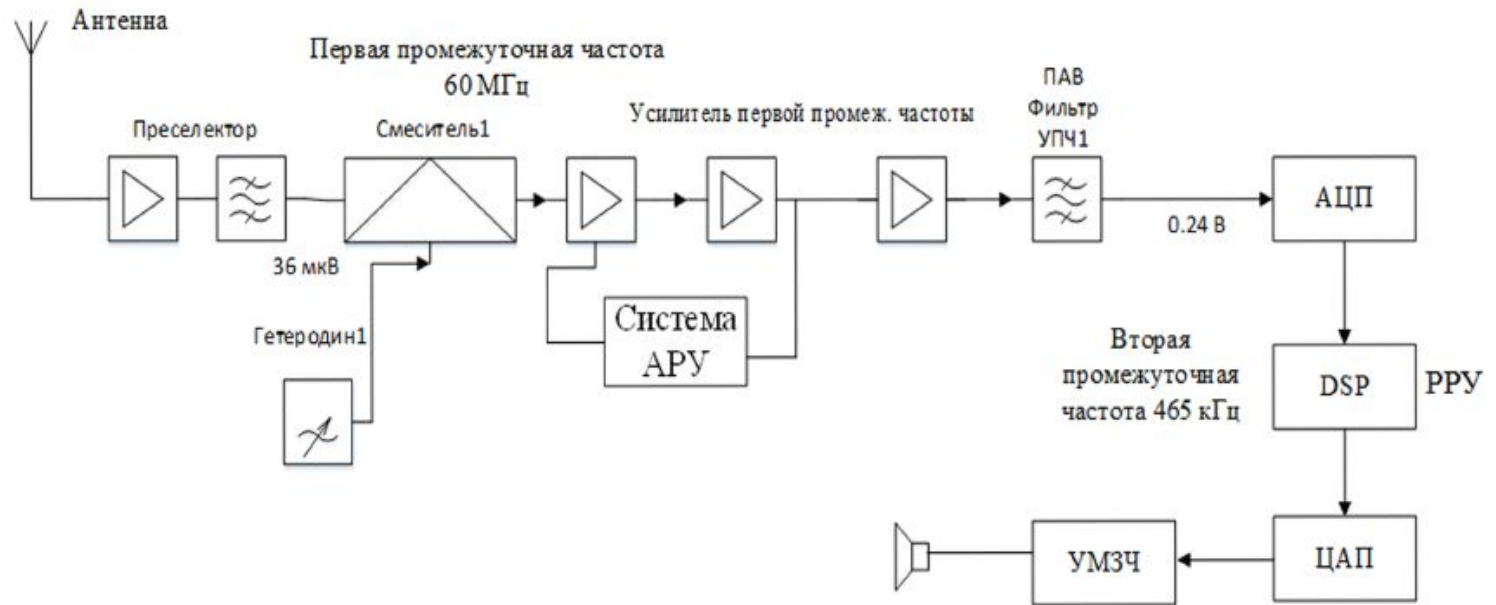 Антенна
Первая промежуточная частота
60 МГц
Преселектор
Смеситель1
Усилитель первой промеж. частоты
ПАВ
Фильтр
УПЧ1
АЦП
0.24 В
36 мкВ
Гетеродин1
Система
АРУ
Вторая
промежуточная
частота 465 кГц
DSP
РРУ
УМЗЧ
ЦАП